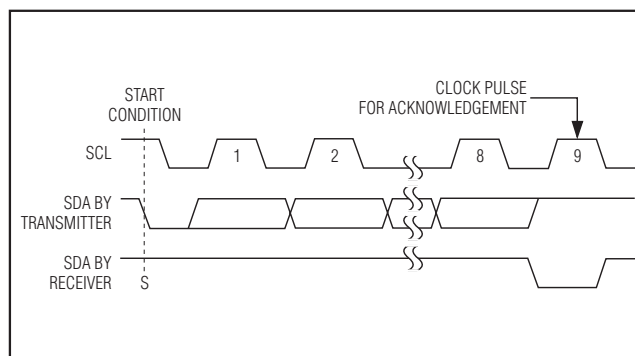 START
CONDITION
CLOCK PULSE
FOR ACKNOWLEDGEMENT
SCL
1
2
8
9
SDA BY
TRANSMITTER
SDA BY
RECEIVER
S